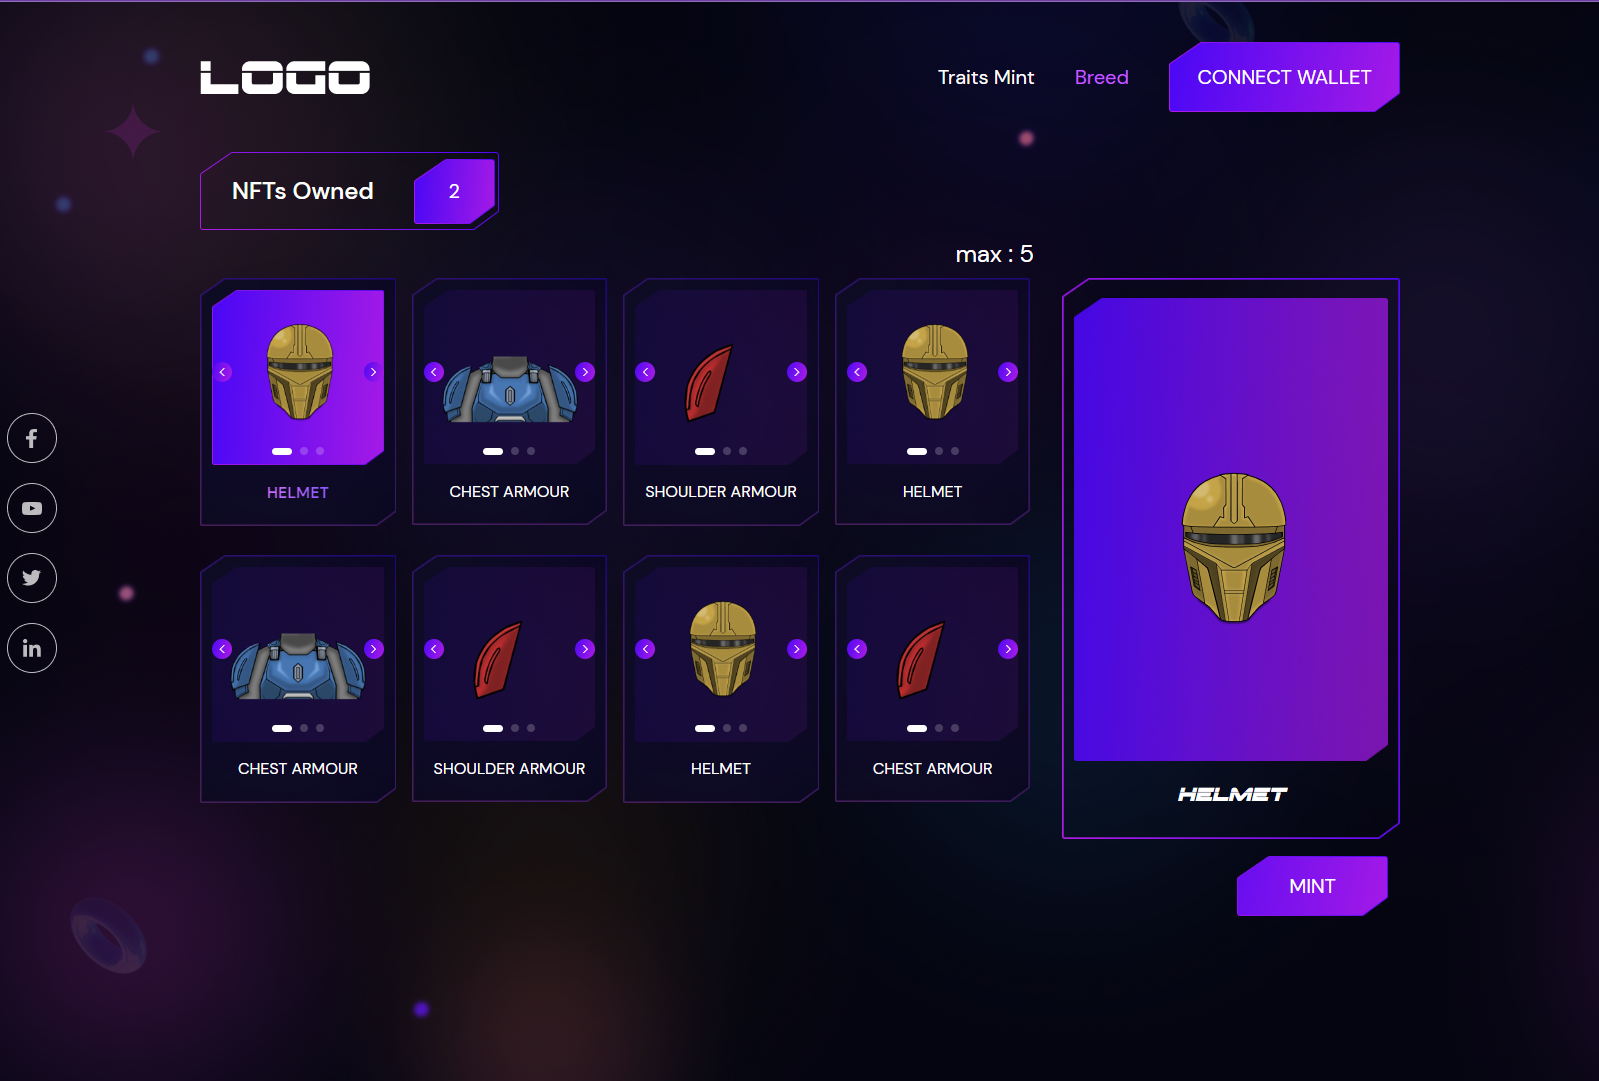 LOGO
Traits Mint
Breed
CONNECT WALLET
NFTs Owned
2
max : 5
HELMET
CHEST ARMOUR
SHOULDER ARMOUR
HELMET
CHEST ARMOUR
SHOULDER ARMOUR
HELMET
CHEST ARMOUR
HELMET
MINT